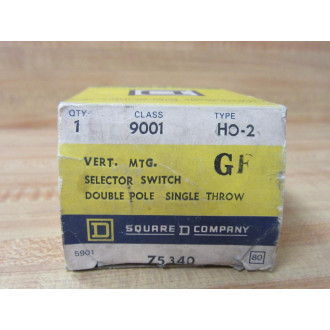 QTY CLASS TYPE
1 9001 HO-2
VERT. MTG. GF
SELECTOR SWITCH
DOUBLE POLE SINGLE THROW
D SQUARE D COMPANY
5901 75340 80